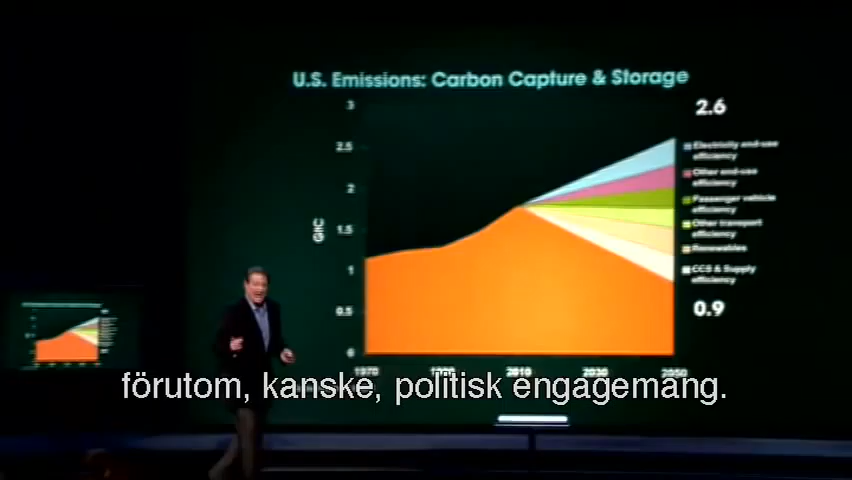 U.S. Emissions: Carbon Capture & Storage
2.6
3
2.5
2
1.5
1
0.5
0
GtC
Electricity end-use
efficiency
Other end-use
efficiency
Passenger vehicle
efficiency
Other transport
efficiency
Renewables
CCS & Supply
efficiency
0.9
1970
1990
2010
2030
2050
förutom, kanske, politisk engagemang.